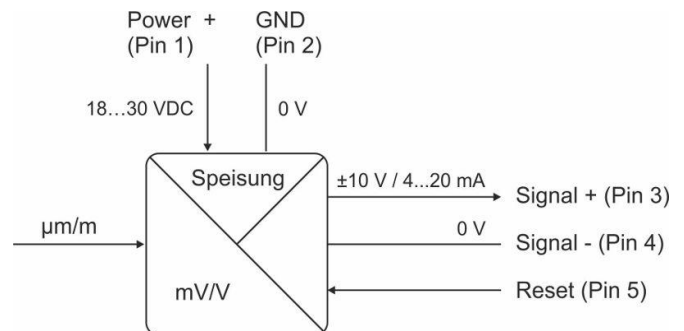 Power +
(Pin 1)
GND
(Pin 2)
18...30 VDC
0 V
Speisung
±10 V / 4...20 mA
Signal + (Pin 3)
µm/m
0 V
Signal - (Pin 4)
mV/V
Reset (Pin 5)